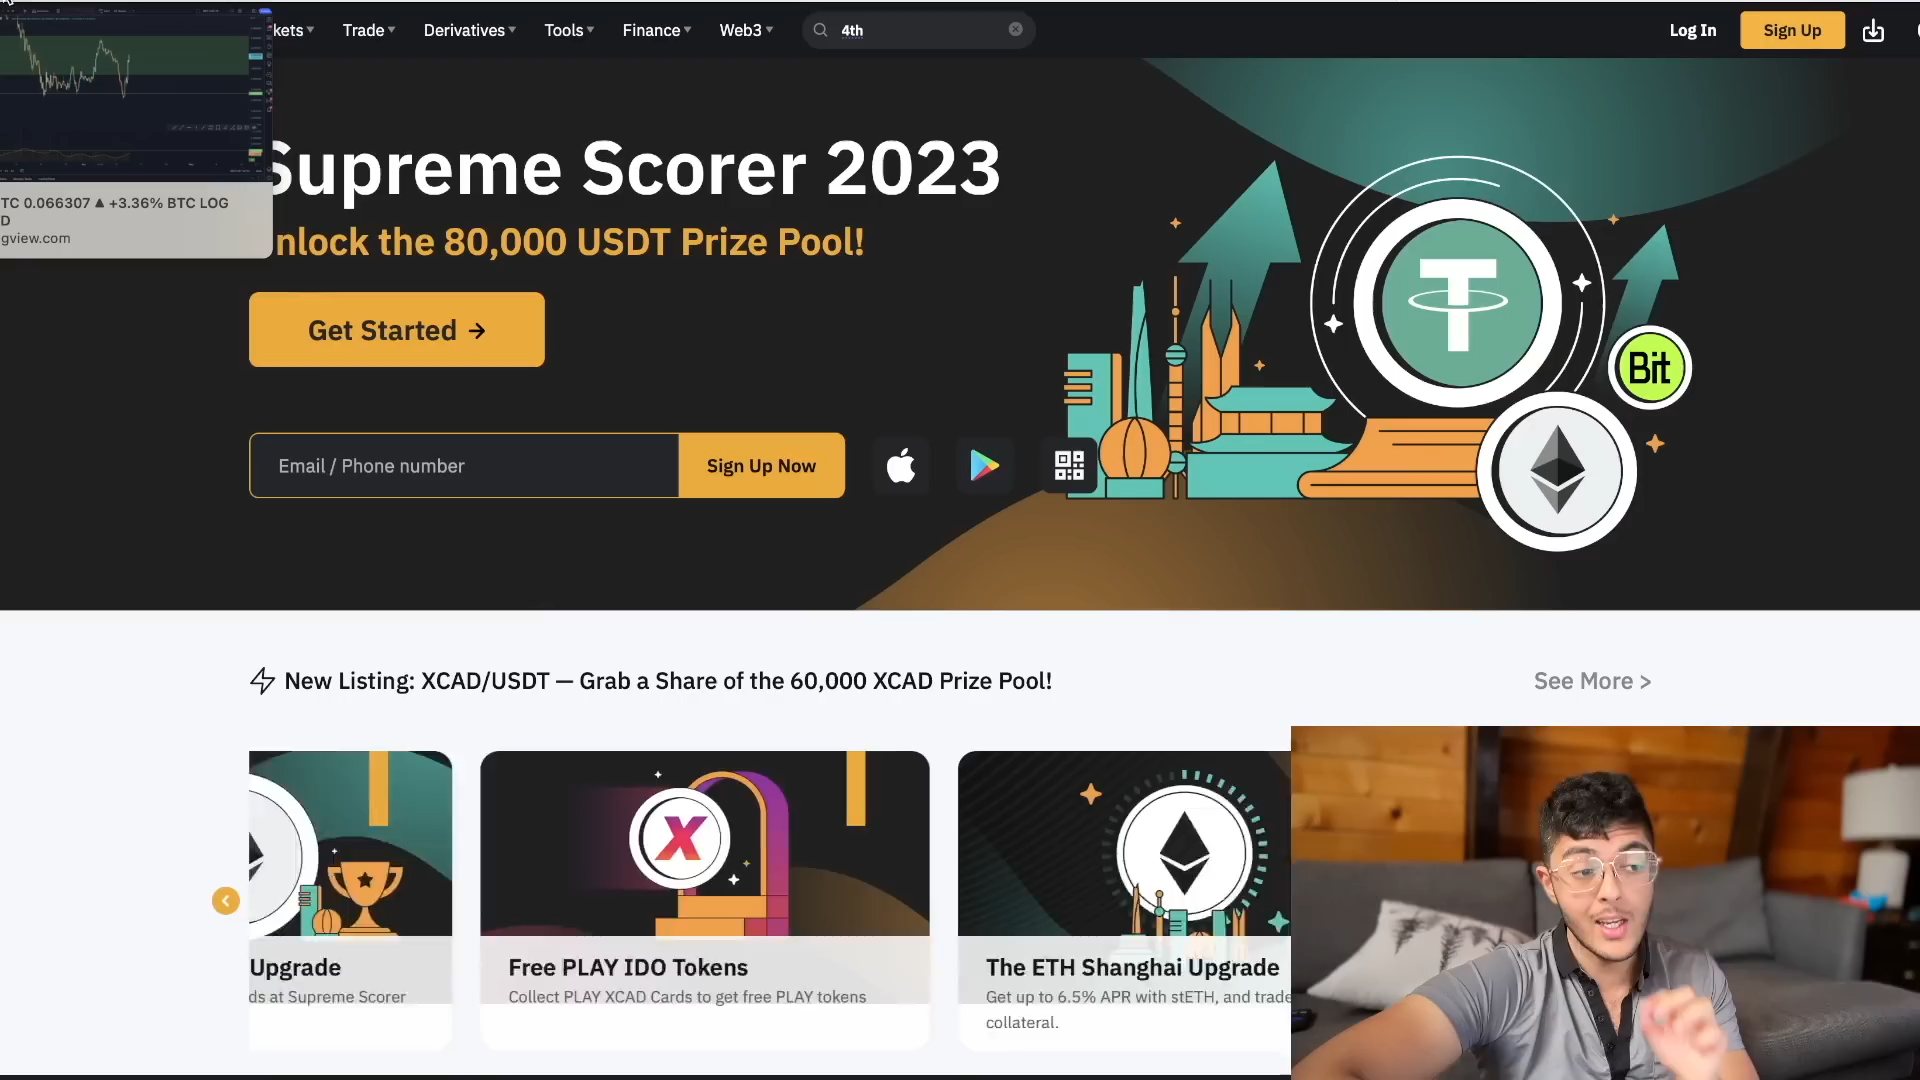 kets
Trade
Derivatives
Tools
Finance
Web3
4th
Log In
Sign Up
TC 0.066307 ▲ +3.36% BTC LOG
D
gview.com
Supreme Scorer 2023
nlock the 80,000 USDT Prize Pool!
Get Started →
Email / Phone number
Sign Up Now
Bit
New Listing: XCAD/USDT — Grab a Share of the 60,000 XCAD Prize Pool!
See More >
Upgrade
ds at Supreme Scorer
Free PLAY IDO Tokens
Collect PLAY XCAD Cards to get free PLAY tokens
The ETH Shanghai Upgrade
Get up to 6.5% APR with stETH, and trade
collateral.